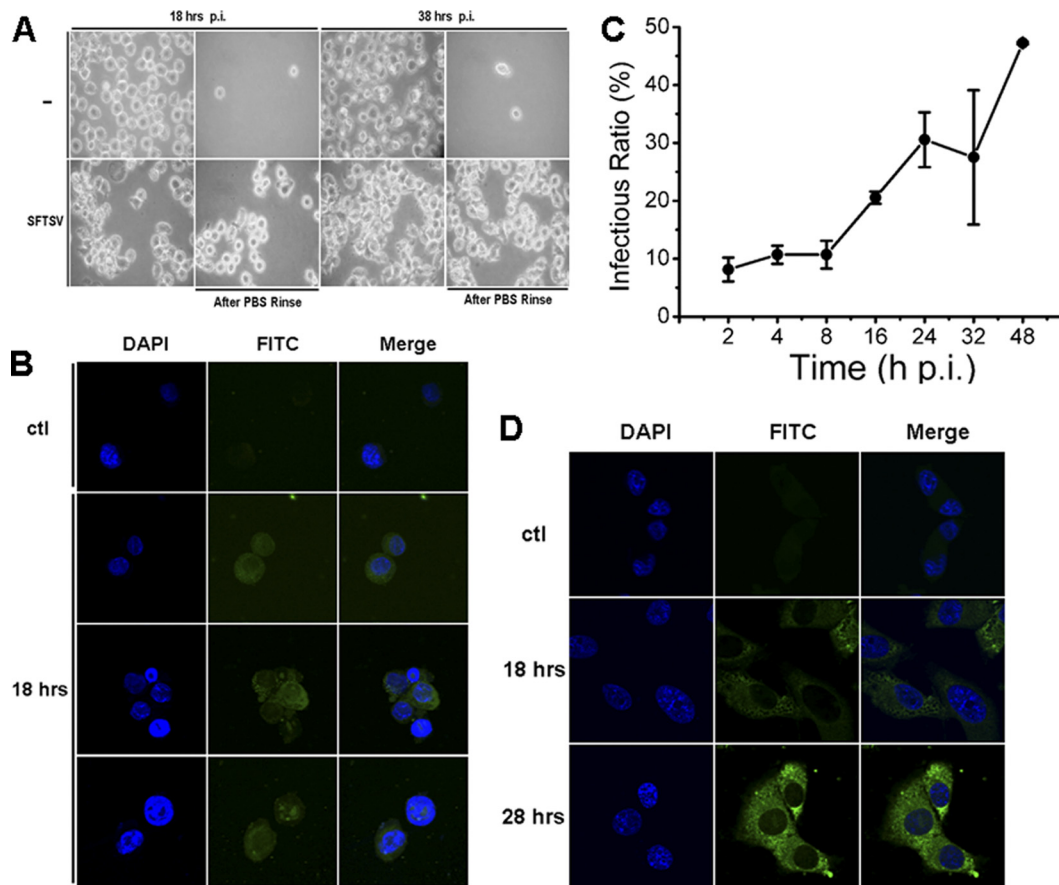 A
18 hrs p.i.
38 hrs p.i.
–
SFTSV
After PBS Rinse
After PBS Rinse
C
Infectious Ratio (%)
50
40
30
20
10
0
2 4 8 16 24 32 48
Time (h p.i.)
B
DAPI FITC Merge
ctl
18 hrs
D
DAPI FITC Merge
ctl
18 hrs
28 hrs